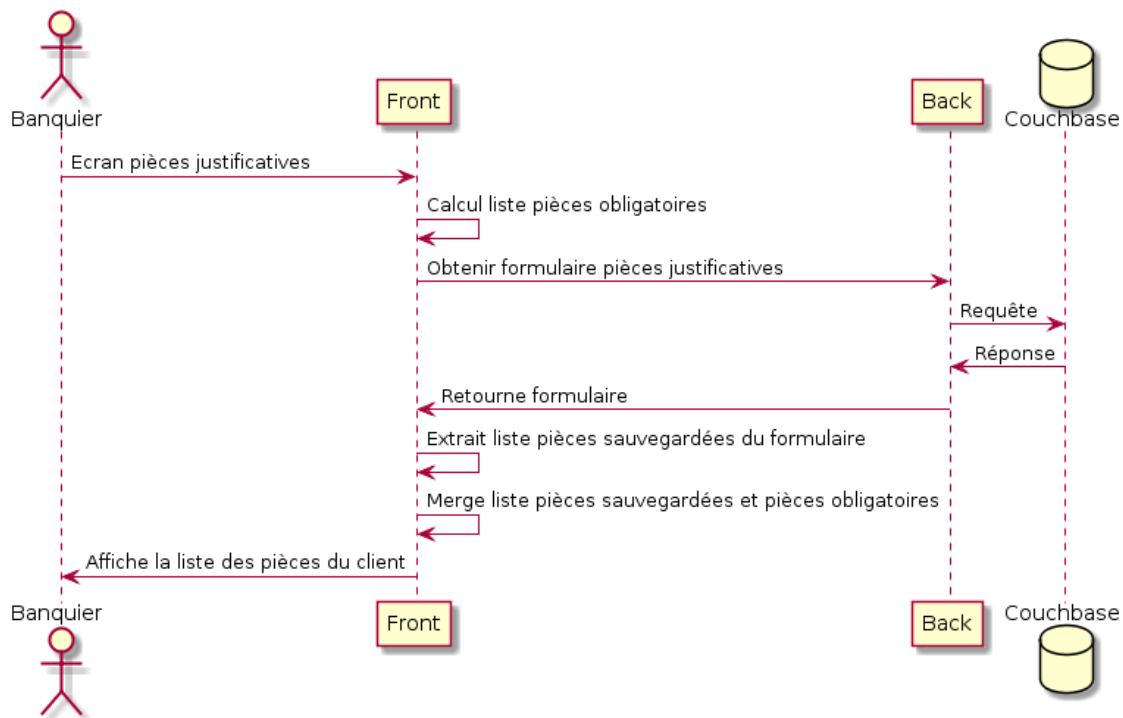 Banquier
Front
Back
Couchbase
Ecran pièces justificatives
Calcul liste pièces obligatoires
Obtenir formulaire pièces justificatives
Requête
Réponse
Retourne formulaire
Extrait liste pièces sauvegardées du formulaire
Merge liste pièces sauvegardées et pièces obligatoires
Affiche la liste des pièces du client
Banquier
Front
Back
Couchbase